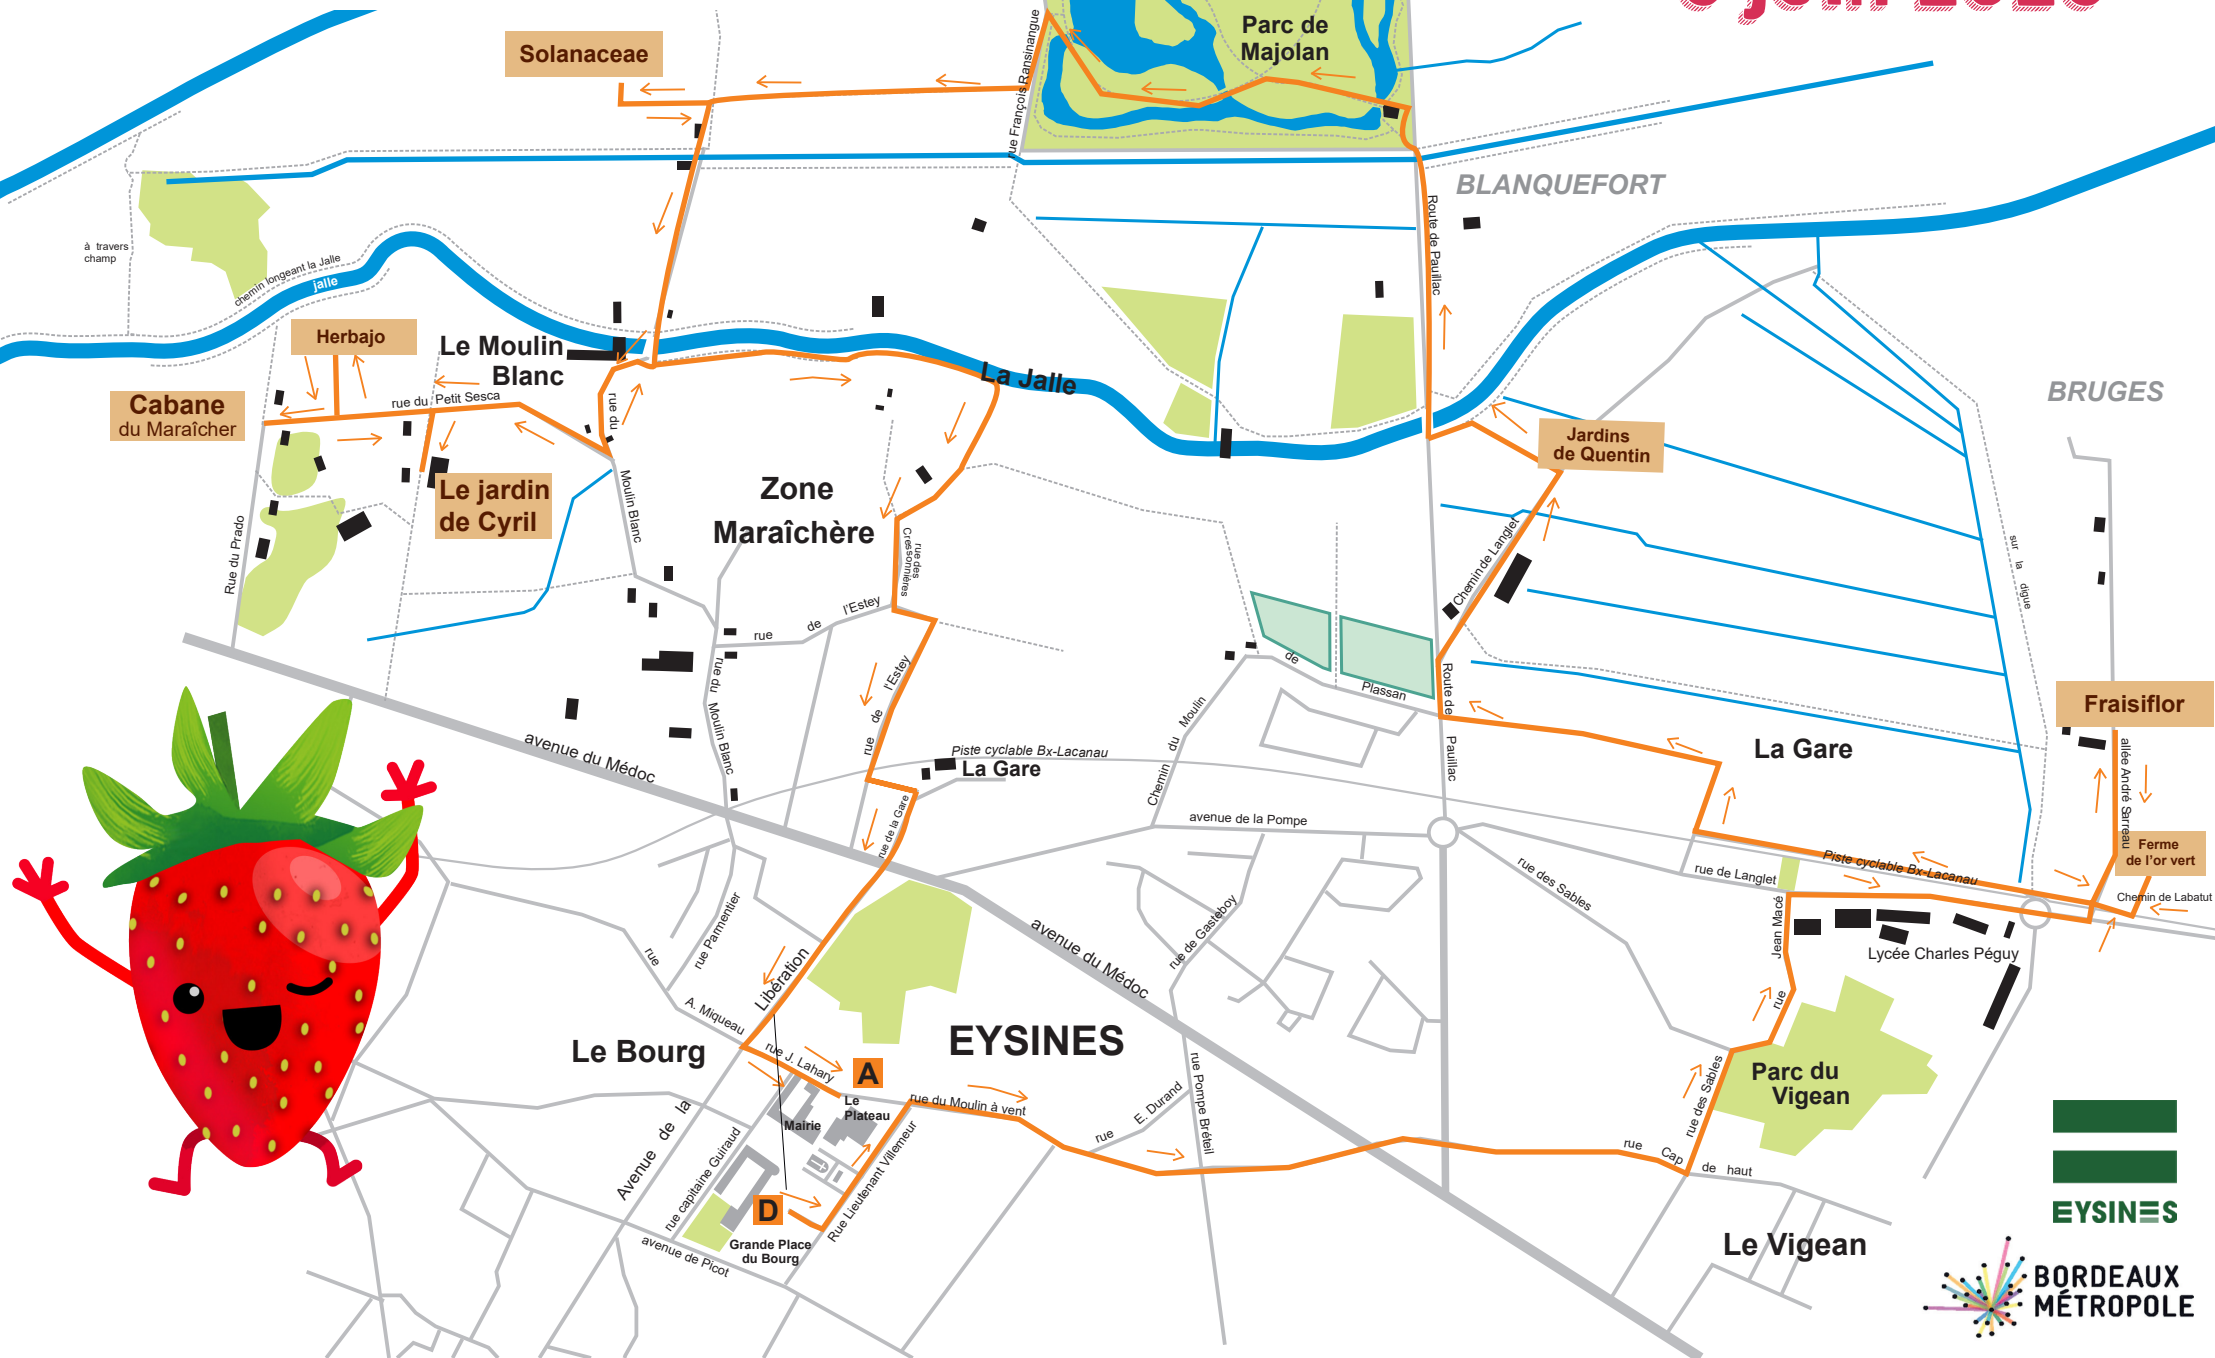 Parc de
Majolan
Solanaceae
rue François Ransinangue
BLANQUEFORT
Route de Pauillac
à travers
champ
chemin longeant la Jalle
jalle
Herbajo
Le Moulin
Blanc
La Jalle
BRUGES
Cabane
du Maraîcher
rue du Petit Sesca
rue du
Moulin Blanc
Jardins
de Quentin
Le jardin
de Cyril
Zone
Maraîchère
Rue du Prado
rue des
Cressonnières
Chemin de Langlet
sur la digue
rue de l'Estey
rue du Moulin Blanc
rue de l'Estey
Chemin du Moulin
de Plassan
Route de
Pauillac
Fraisiflor
allée André Sarreau
avenue du Médoc
Piste cyclable Bx-Lacanau
La Gare
La Gare
rue de la Gare
avenue de la Pompe
Ferme
de l'or vert
Piste cyclable Bx-Lacanau
rue de Langlet
rue des Sables
Chemin de Labatut
rue Parmentier
rue
A. Miqueau
Libération
avenue du Médoc
rue de Gasteboy
rue Jean Macé
Lycée Charles Péguy
Le Bourg
EYSINES
rue J. Lahary
A
Le
Plateau
Mairie
rue du Moulin à vent
rue E. Durand
rue Pompe Bréteil
rue des Sables
Parc du
Vigean
Avenue de la
rue capitaine Guiraud
Rue Lieutenant Villemeur
D
Grande Place
du Bourg
avenue de Picot
rue Cap de haut
Le Vigean
EYSINES
BORDEAUX
MÉTROPOLE